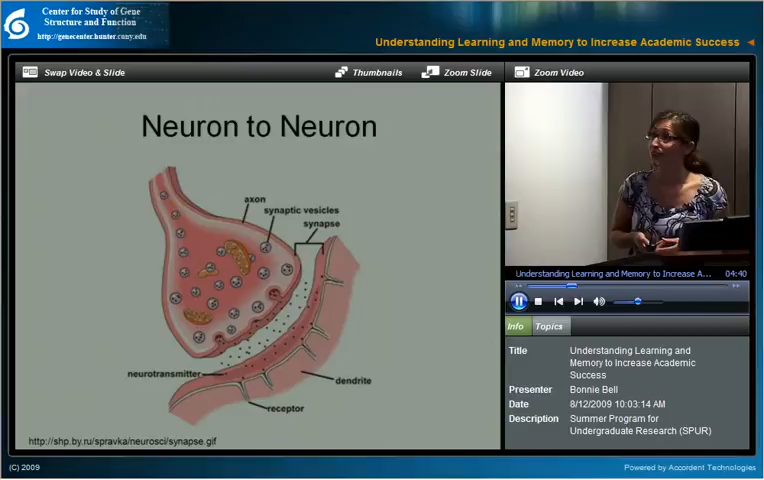 Center for Study of Gene
Structure and Function
http://genecenter.hunter.cuny.edu
Understanding Learning and Memory to Increase Academic Success
Swap Video & Slide
Thumbnails
Zoom Slide
Zoom Video
Neuron to Neuron
axon
synaptic vesicles
synapse
neurotransmitter
dendrite
receptor
http://shp.by.ru/spravka/neurosci/synapse.gif
Understanding Learning and Memory to Increase A...
04:40
Info
Topics
Title
Understanding Learning and
Memory to Increase Academic
Success
Presenter
Bonnie Bell
Date
8/12/2009 10:03:14 AM
Description
Summer Program for
Undergraduate Research (SPUR)
(C) 2009
Powered by Accordent Technologies